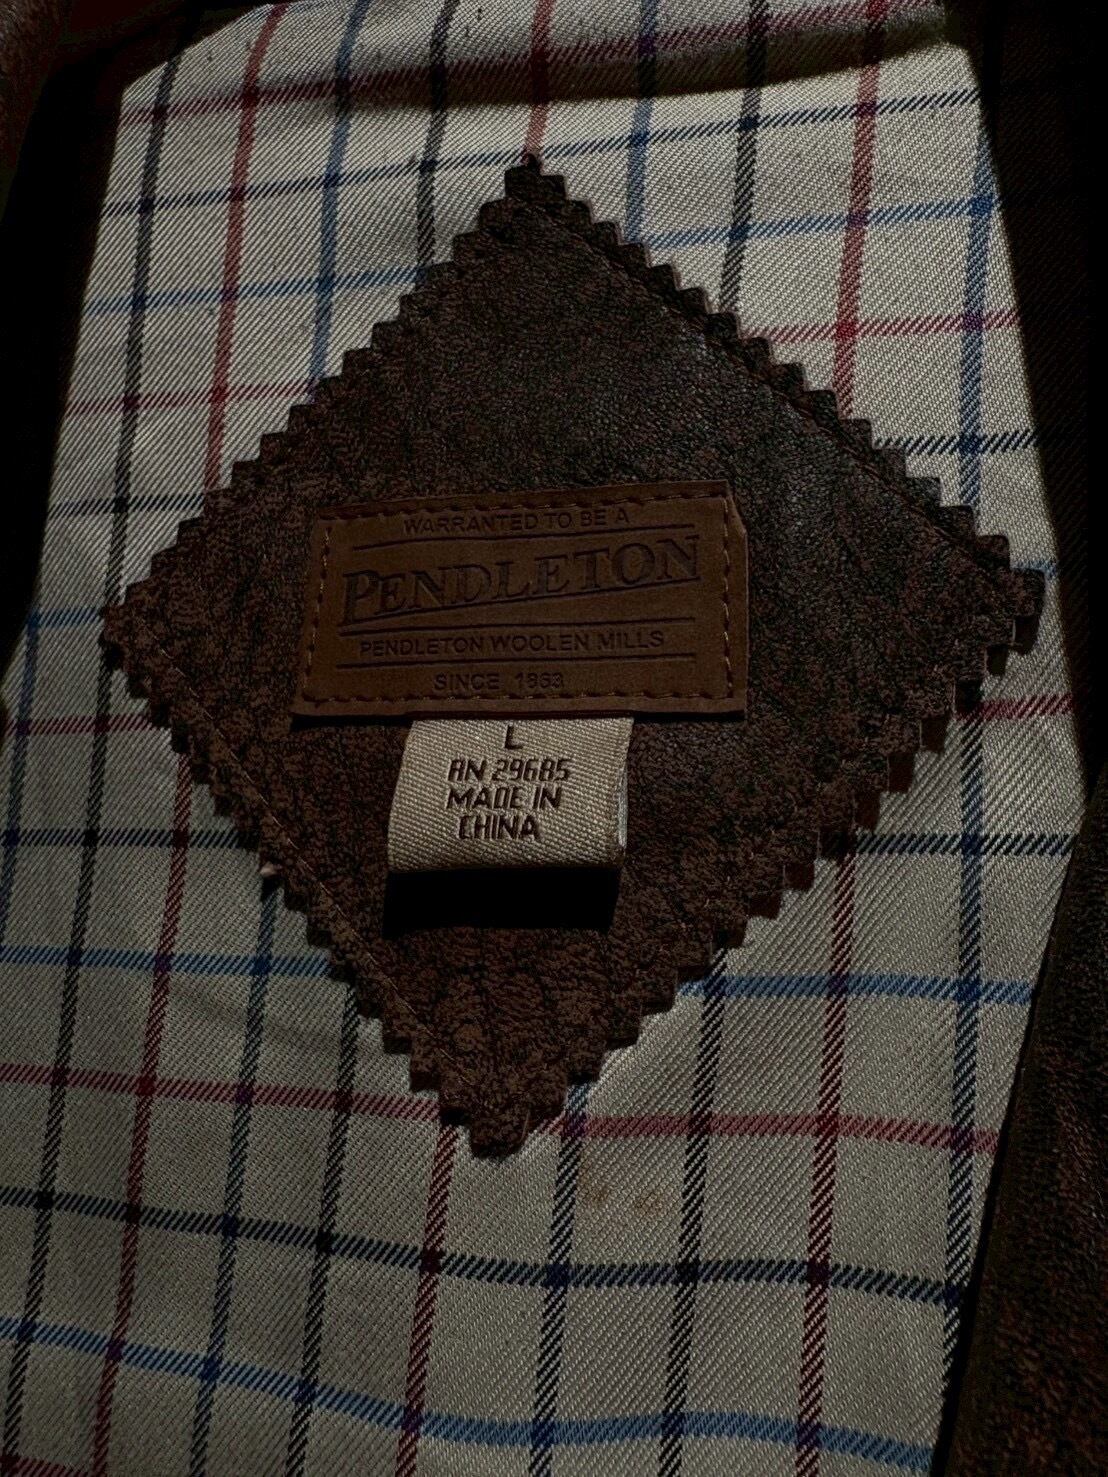 WARRANTED TO BE A
PENDLETON
PENDLETON WOOLEN MILLS
SINCE 1863
L
RN 29685
MADE IN
CHINA